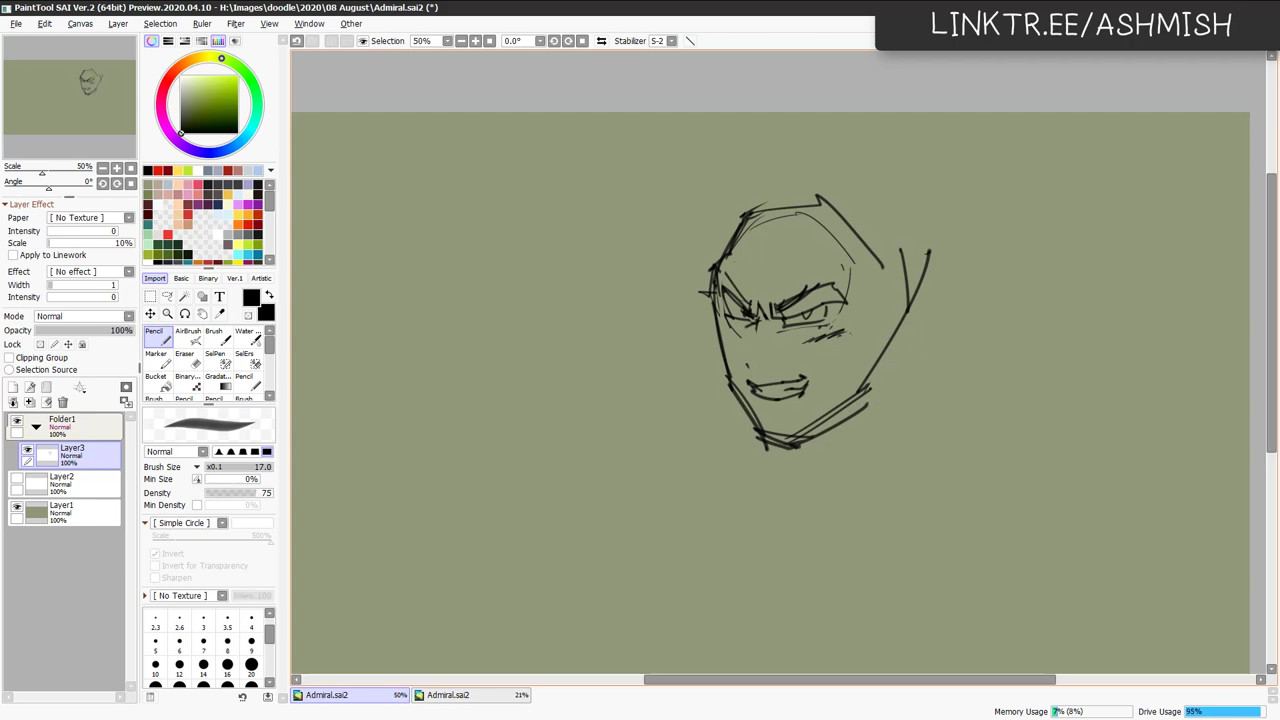 PaintTool SAI Ver.2 (64bit) Preview.2020.04.10 - H:\Images\doodle\2020\08 August\Admiral.sai2 (*)
LINKTR.EE/ASHMISH
File Edit Canvas Layer Selection Ruler Filter View Window Others
Selection 50% 0.0° Stabilizer S-2
Scale 50%
Angle 0°
Layer Effect
Paper [ No Texture ]
Intensity 0
Scale 10%
Apply to Linework
Effect [ No effect ]
Width 1
Intensity 0
Mode Normal
Opacity 100%
Lock
Clipping Group
Selection Source
Folder1
Normal
100%
Layer3
Normal
100%
Layer2
Normal
100%
Layer1
Normal
100%
Import Basic Binary Ver.1 Artistic
T
Pencil AirBrush Brush Water ..
Marker Eraser SelPen SelErs
Bucket Binary... Gradat... Pencil
Brush Brush Brush
Normal
Brush Size x0.1 17.0
Min Size 0%
Density 75
Min Density 0%
[ Simple Circle ]
Scale 500%
Invert
Invert for Transparency
Sharpen
[ No Texture ]
2.3 2.6 3 3.5 4
5 6 7 8 9
10 12 14 16 20
Admiral.sai2 50% Admiral.sai2 21%
Memory Usage 7% (8%) Drive Usage 95%